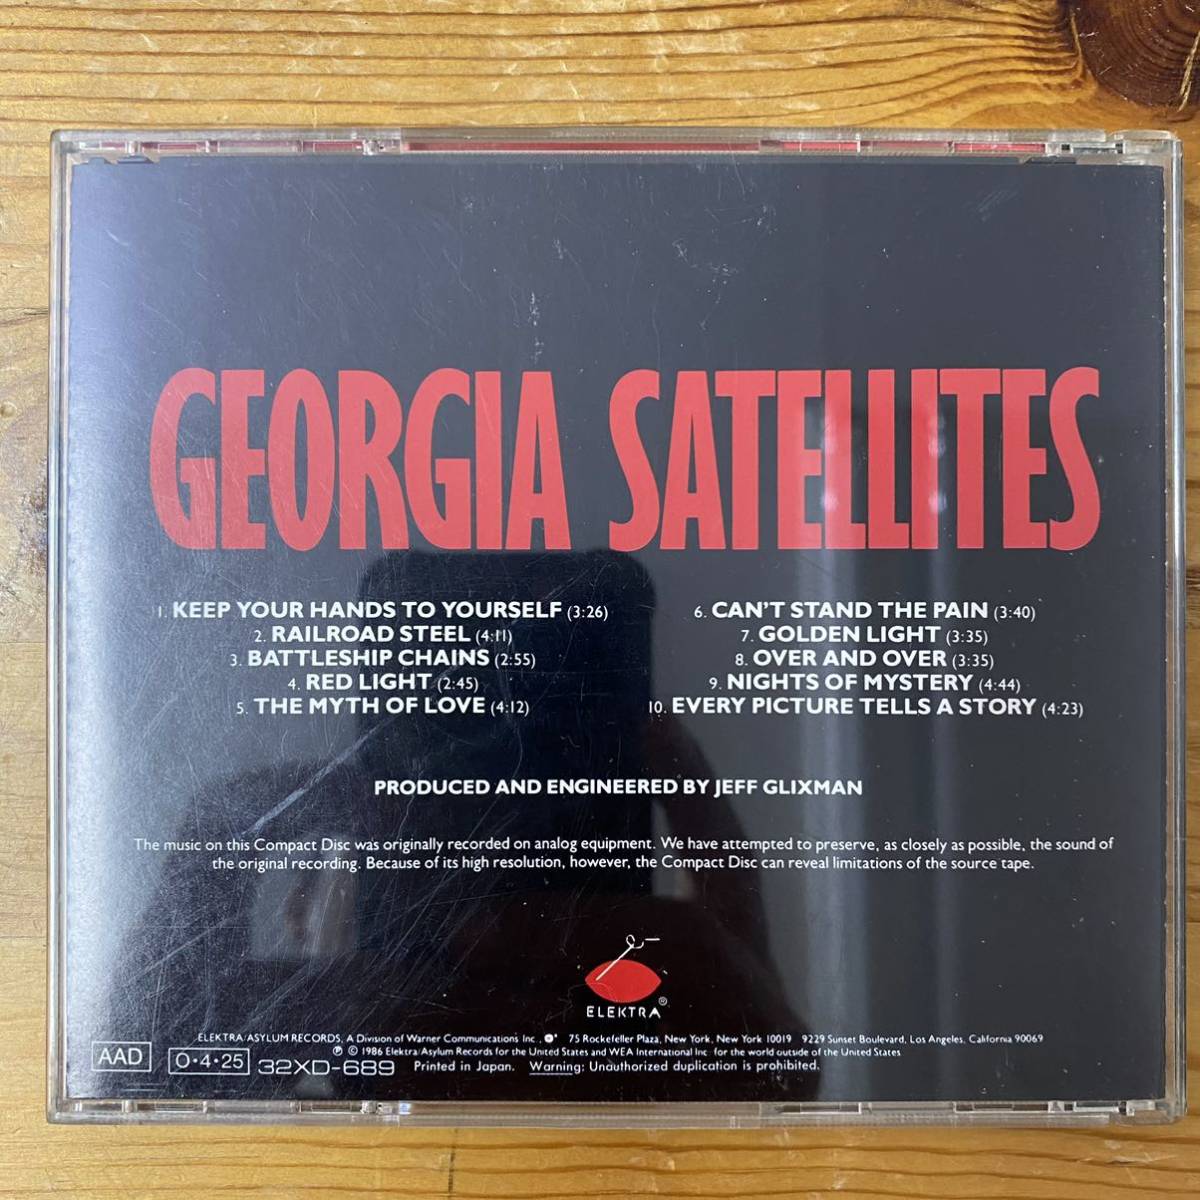 GEORGIA SATELLITES
1. KEEP YOUR HANDS TO YOURSELF (3:26)
2. RAILROAD STEEL (4:11)
3. BATTLESHIP CHAINS (2:55)
4. RED LIGHT (2:45)
5. THE MYTH OF LOVE (4:12)
6. CAN'T STAND THE PAIN (3:40)
7. GOLDEN LIGHT (3:35)
8. OVER AND OVER (3:35)
9. NIGHTS OF MYSTERY (4:44)
10. EVERY PICTURE TELLS A STORY (4:23)
PRODUCED AND ENGINEERED BY JEFF GLIXMAN
The music on this Compact Disc was originally recorded on analog equipment. We have attempted to preserve, as closely as possible, the sound of
the original recording. Because of its high resolution, however, the Compact Disc can reveal limitations of the source tape.
ELEKTRA ®
ELEKTRA/ASYLUM RECORDS, A Division of Warner Communications Inc., 75 Rockefeller Plaza, New York, New York 10019 9229 Sunset Boulevard, Los Angeles, California 90069
℗ © 1986 Elektra/Asylum Records for the United States and WEA International Inc for the world outside of the United States
AAD O·4·25 32XD-689 Printed in Japan. Warning: Unauthorized duplication is prohibited.